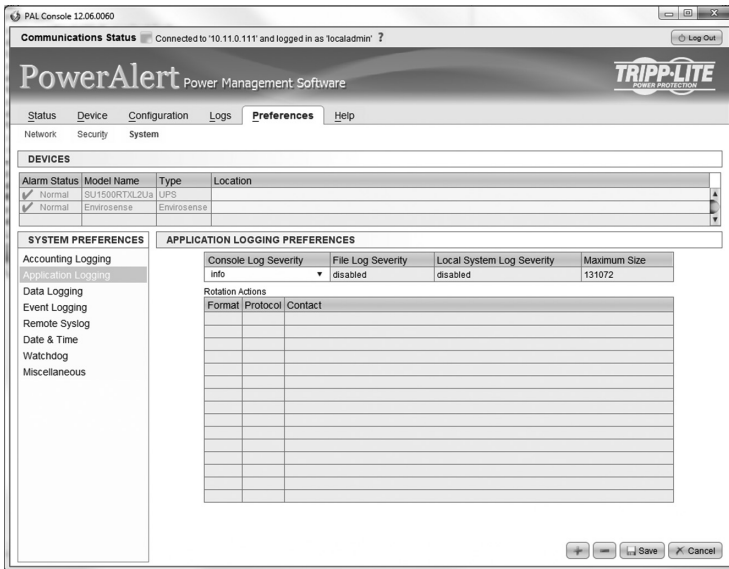 PAL Console 12.06.0060
Communications Status Connected to '10.11.0.111' and logged in as 'localadmin' ? Log Out
PowerAlert Power Management Software
TRIPP·LITE
POWER PROTECTION
Status Device Configuration Logs Preferences Help
Network Security System
DEVICES
Alarm Status Model Name Type Location
Normal SU1500RTXL2Ua UPS
Normal Envirosense Envirosense
SYSTEM PREFERENCES
Accounting Logging
Application Logging
Data Logging
Event Logging
Remote Syslog
Date & Time
Watchdog
Miscellaneous
APPLICATION LOGGING PREFERENCES
Console Log Severity File Log Severity Local System Log Severity Maximum Size
info disabled disabled 131072
Rotation Actions
Format Protocol Contact
Save Cancel